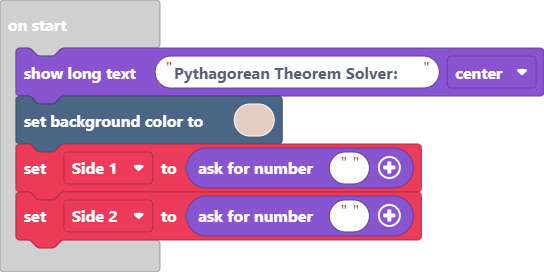 on start
show long text "Pythagorean Theorem Solver: " center
set background color to
set Side 1 to ask for number " "
set Side 2 to ask for number " "